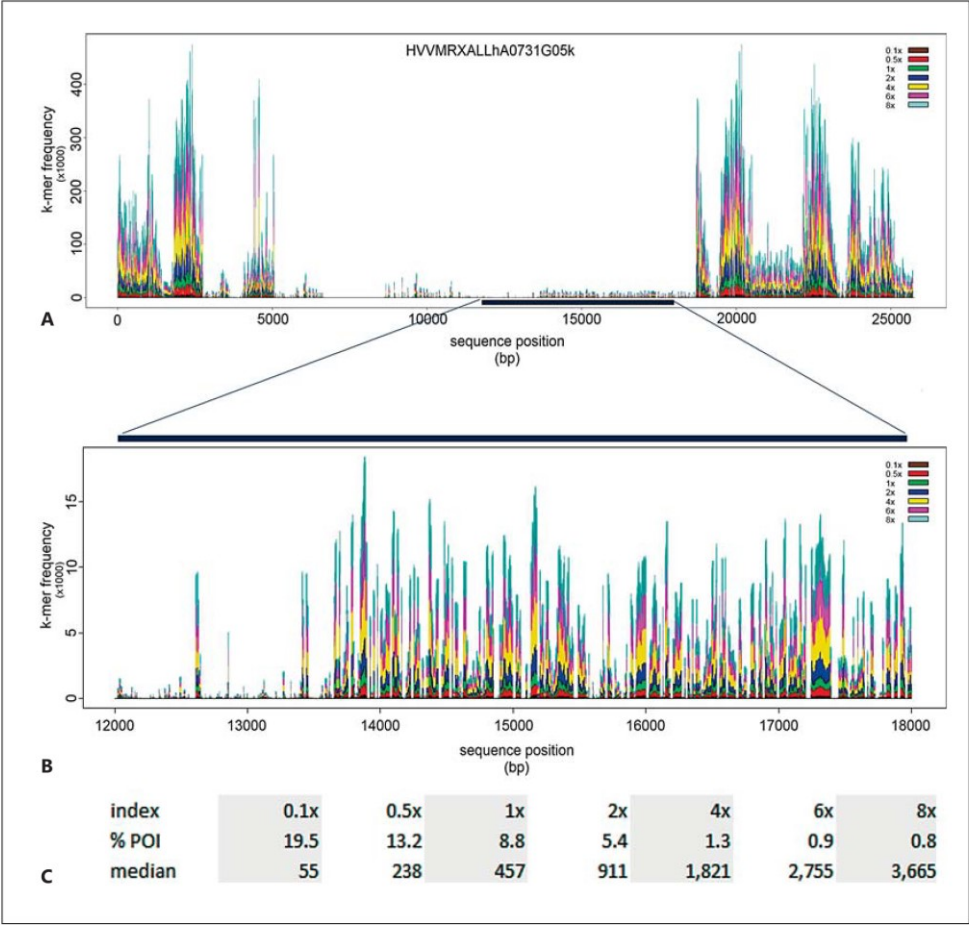 HVVMRXALLhA0731G05k
0.1x
0.5x
1x
2x
4x
6x
8x
k-mer frequency
(x1000)
400
300
200
100
0
A
0 5000 10000 15000 20000 25000
sequence position
(bp)
0.1x
0.5x
1x
2x
4x
6x
8x
k-mer frequency
(x1000)
15
10
5
0
12000 13000 14000 15000 16000 17000 18000
sequence position
(bp)
B
index 0.1x 0.5x 1x 2x 4x 6x 8x
% POI 19.5 13.2 8.8 5.4 1.3 0.9 0.8
C median 55 238 457 911 1,821 2,755 3,665